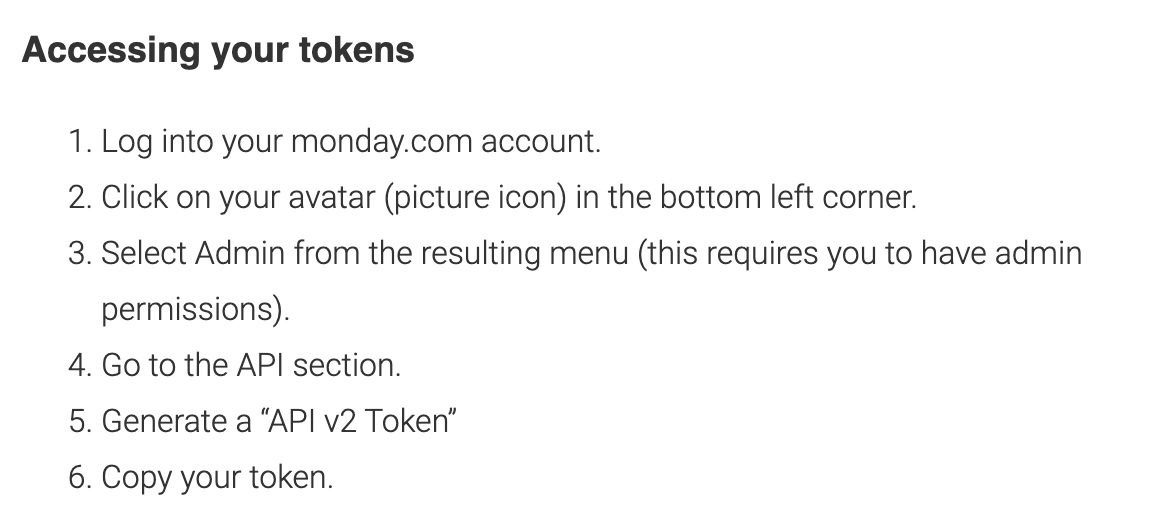 Accessing your tokens
1. Log into your monday.com account.
2. Click on your avatar (picture icon) in the bottom left corner.
3. Select Admin from the resulting menu (this requires you to have admin
permissions).
4. Go to the API section.
5. Generate a “API v2 Token”
6. Copy your token.